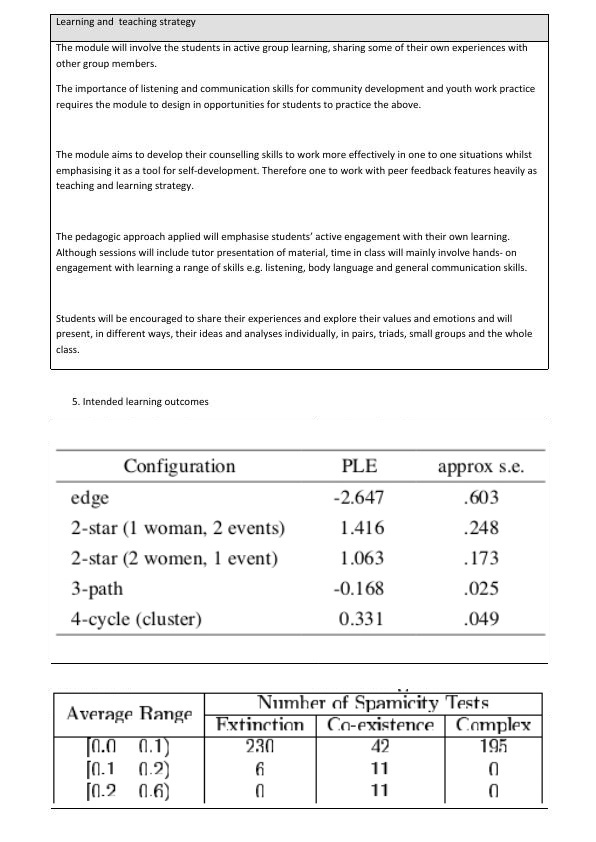 Learning and  teaching strategy
The module will involve the students in active group learning, sharing some of their own experiences with
other group members.
The importance of listening and communication skills for community development and youth work practice
requires the module to design in opportunities for students to practice the above.
The module aims to develop their counselling skills to work more effectively in one to one situations whilst
emphasising it as a tool for self-development. Therefore one to work with peer feedback features heavily as
teaching and learning strategy.
The pedagogic approach applied will emphasise students' active engagement with their own learning.
Although sessions will include tutor presentation of material, time in class will mainly involve hands- on
engagement with learning a range of skills e.g. listening, body language and general communication skills.
Students will be encouraged to share their experiences and explore their values and emotions and will
present, in different ways, their ideas and analyses individually, in pairs, triads, small groups and the whole
class.
5. Intended learning outcomes
Configuration PLE approx s.e.
edge -2.647 .603
2-star (1 woman, 2 events) 1.416 .248
2-star (2 women, 1 event) 1.063 .173
3-path -0.168 .025
4-cycle (cluster) 0.331 .049
Average Range Number of Spamicity Tests
Extinction Co-existence Complex
[0.0 0.1) 230 42 195
[0.1 0.2) 6 11 0
[0.2 0.6) 0 11 0